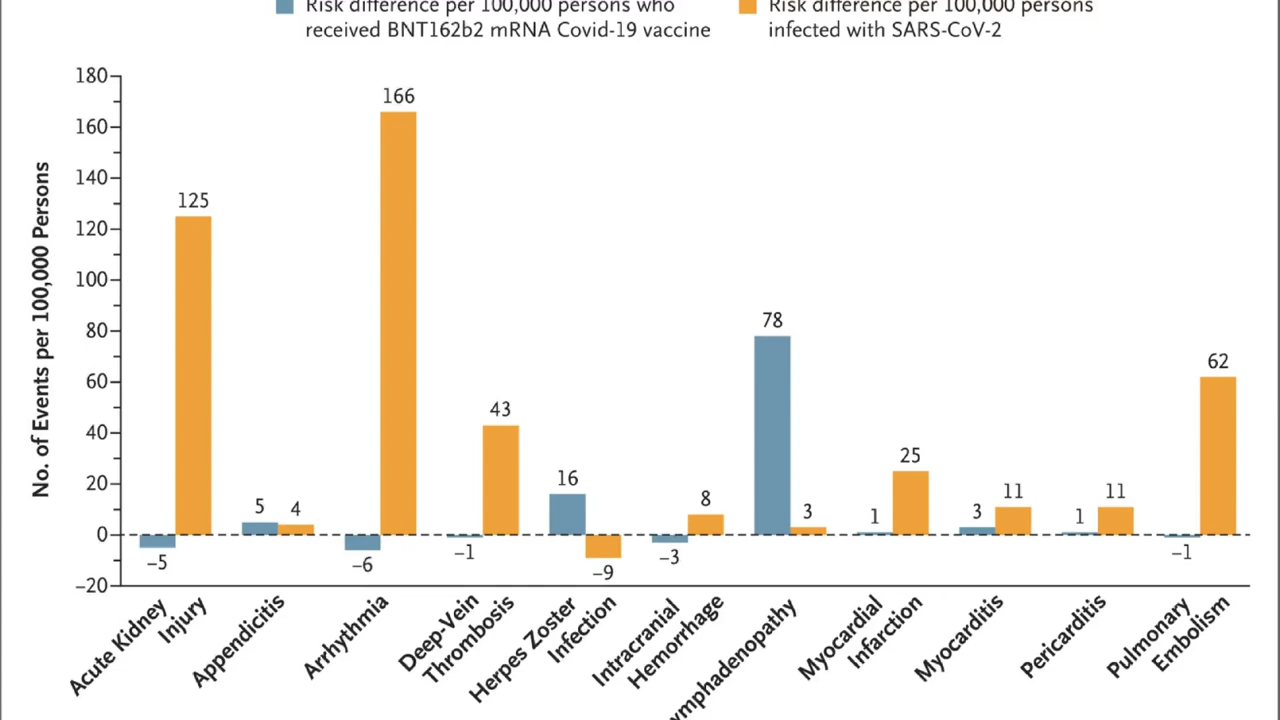 Risk difference per 100,000 persons who
received BNT162b2 mRNA Covid-19 vaccine
Risk difference per 100,000 persons
infected with SARS-CoV-2
No. of Events per 100,000 Persons
180
160
140
120
100
80
60
40
20
0
–20
–5
125
5
4
–6
166
–1
43
16
–9
–3
8
78
3
1
25
3
11
1
11
–1
62
Acute Kidney
Injury
Appendicitis
Arrhythmia
Deep-Vein
Thrombosis
Herpes Zoster
Infection
Intracranial
Hemorrhage
ymphadenopathy
Myocardial
Infarction
Myocarditis
Pericarditis
Pulmonary
Embolism